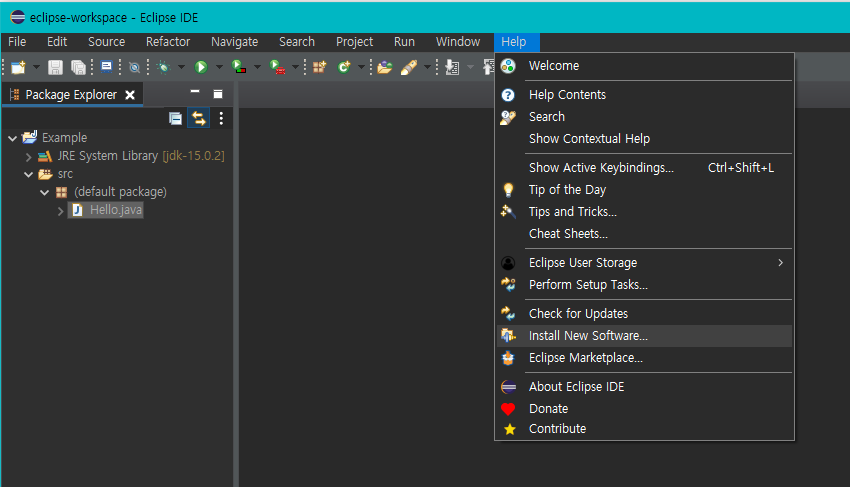 eclipse-workspace - Eclipse IDE
File Edit Source Refactor Navigate Search Project Run Window Help
Package Explorer
Example
JRE System Library [jdk-15.0.2]
src
(default package)
Hello.java
Welcome
Help Contents
Search
Show Contextual Help
Show Active Keybindings... Ctrl+Shift+L
Tip of the Day
Tips and Tricks...
Cheat Sheets...
Eclipse User Storage
Perform Setup Tasks...
Check for Updates
Install New Software...
Eclipse Marketplace...
About Eclipse IDE
Donate
Contribute